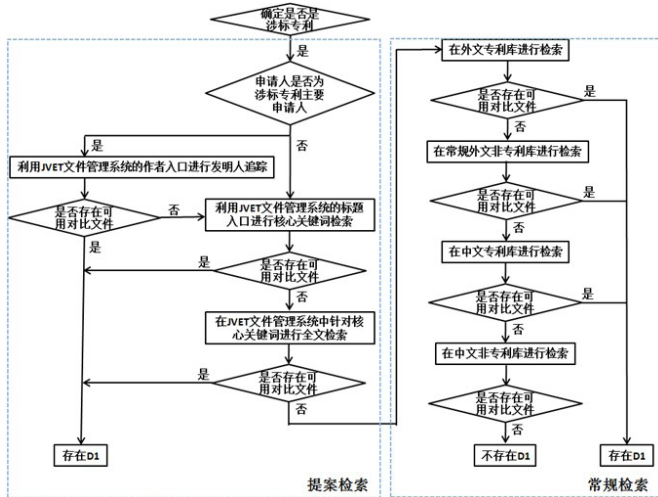 确定是否是
涉标专利
是
申请人是否为
涉标专利主要
申请人
是
否
利用JVET文件管理系统的作者入口进行发明人追踪
是否存在可
用对比文件
否
是
利用JVET文件管理系统的标题
入口进行核心关键词检索
是否存在可
用对比文件
是
否
在JVET文件管理系统中针对核
心关键词进行全文检索
是否存在可
用对比文件
是
否
存在D1
提案检索
在外文专利库进行检索
是否存在可
用对比文件
是
否
在常规外文非专利库进行检索
是否存在可
用对比文件
是
否
在中文专利库进行检索
是否存在可
用对比文件
是
否
在中文非专利库进行检索
是否存在可
用对比文件
否
不存在D1
存在D1
常规检索